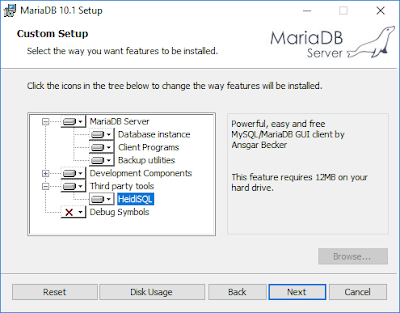 MariaDB 10.1 Setup
Custom Setup
Select the way you want features to be installed.
MariaDB
Server
Click the icons in the tree below to change the way features will be installed.
MariaDB Server
Database instance
Client Programs
Backup utilities
Development Components
Third party tools
HeidiSQL
Debug Symbols
Powerful, easy and free
MySQL/MariaDB GUI client by
Ansgar Becker
This feature requires 12MB on your
hard drive.
Browse...
Reset
Disk Usage
Back
Next
Cancel